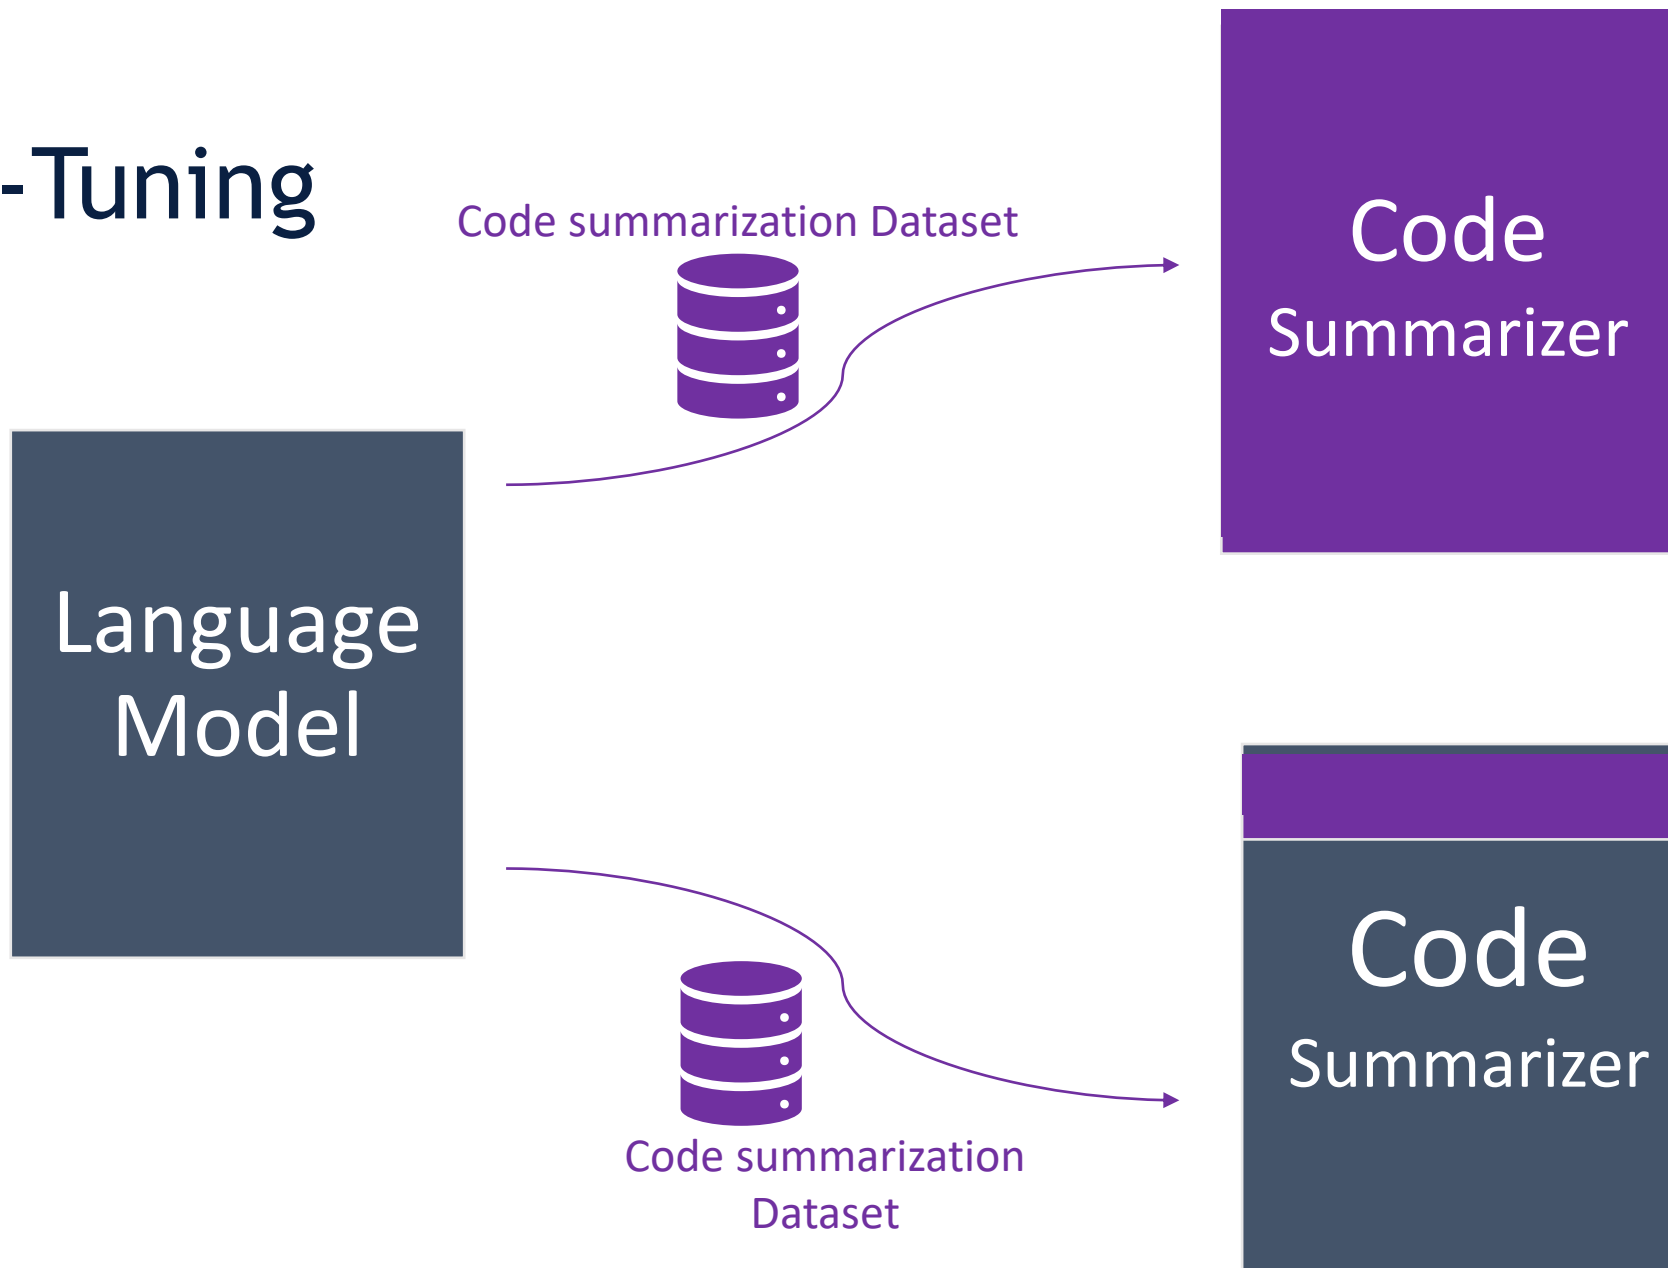 -Tuning
Code summarization Dataset
Code
Summarizer
Language
Model
Code
Summarizer
Code summarization
Dataset